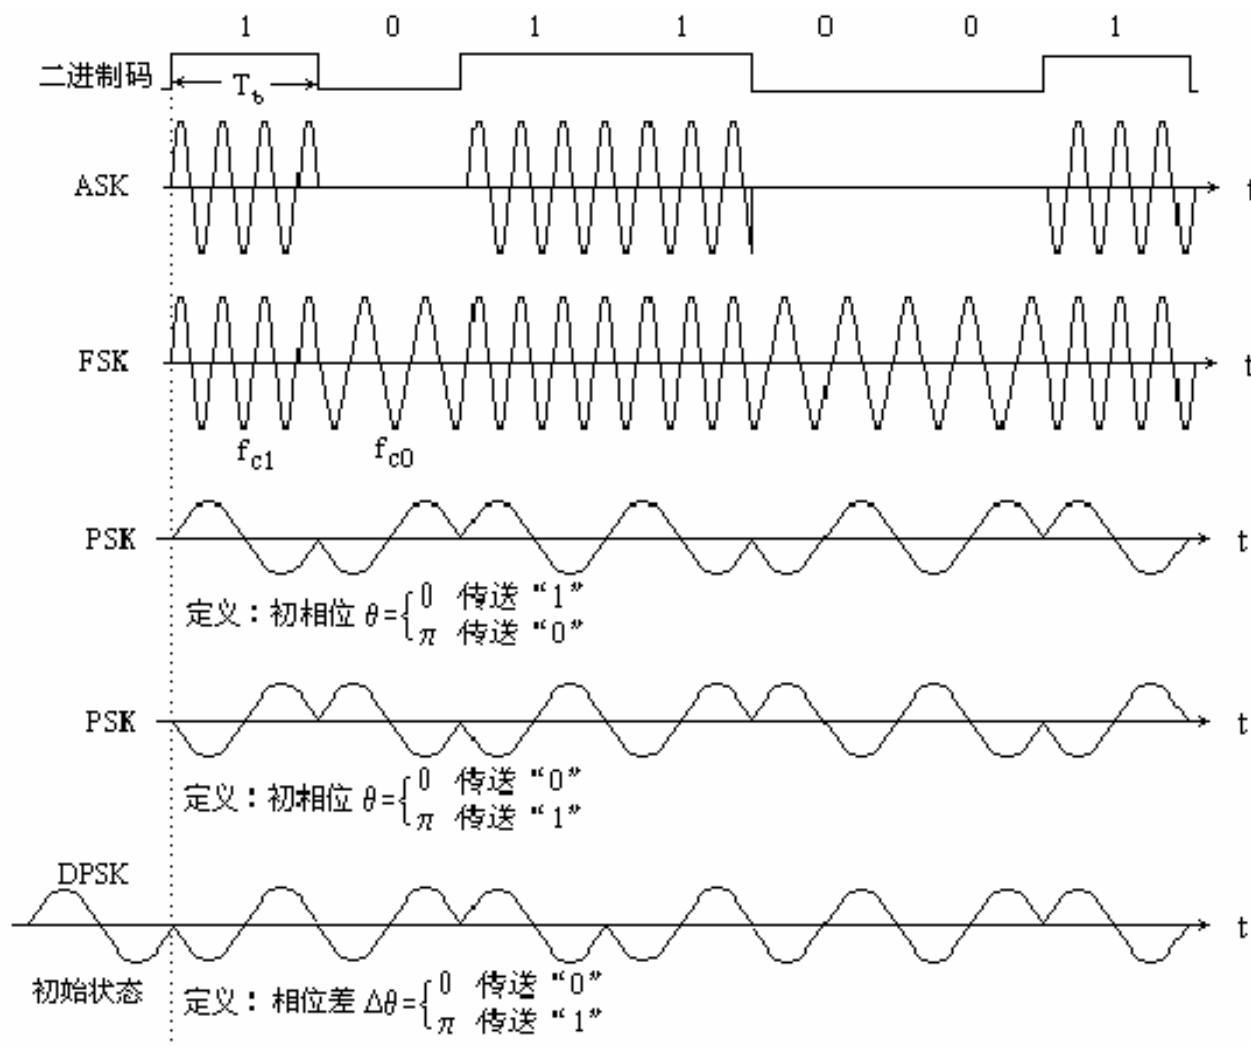 1 0 1 1 0 0 1
二进制码
T_b
ASK
t
FSK
t
f_c1 f_c0
PSK
t
定义：初相位 θ={0 传送“1”
π 传送“0”
PSK
t
定义：初相位 θ={0 传送“0”
π 传送“1”
DPSK
t
初始状态
定义：相位差 Δθ={0 传送“0”
π 传送“1”